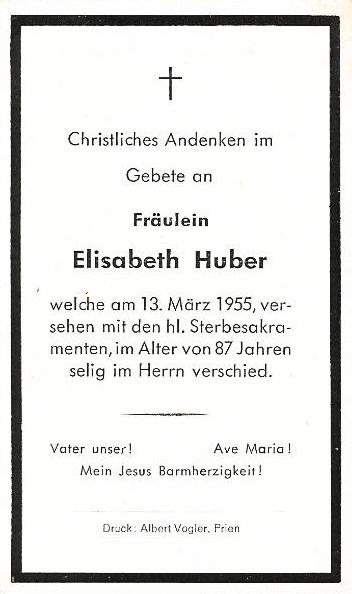 Christliches Andenken im
Gebete an
Fräulein
Elisabeth Huber
welche am 13. März 1955, ver-
sehen mit den hl. Sterbesakra-
menten, im Alter von 87 Jahren
selig im Herrn verschied.
Vater unser! Ave Maria!
Mein Jesus Barmherzigkeit!
Druck: Albert Vogler, Prien